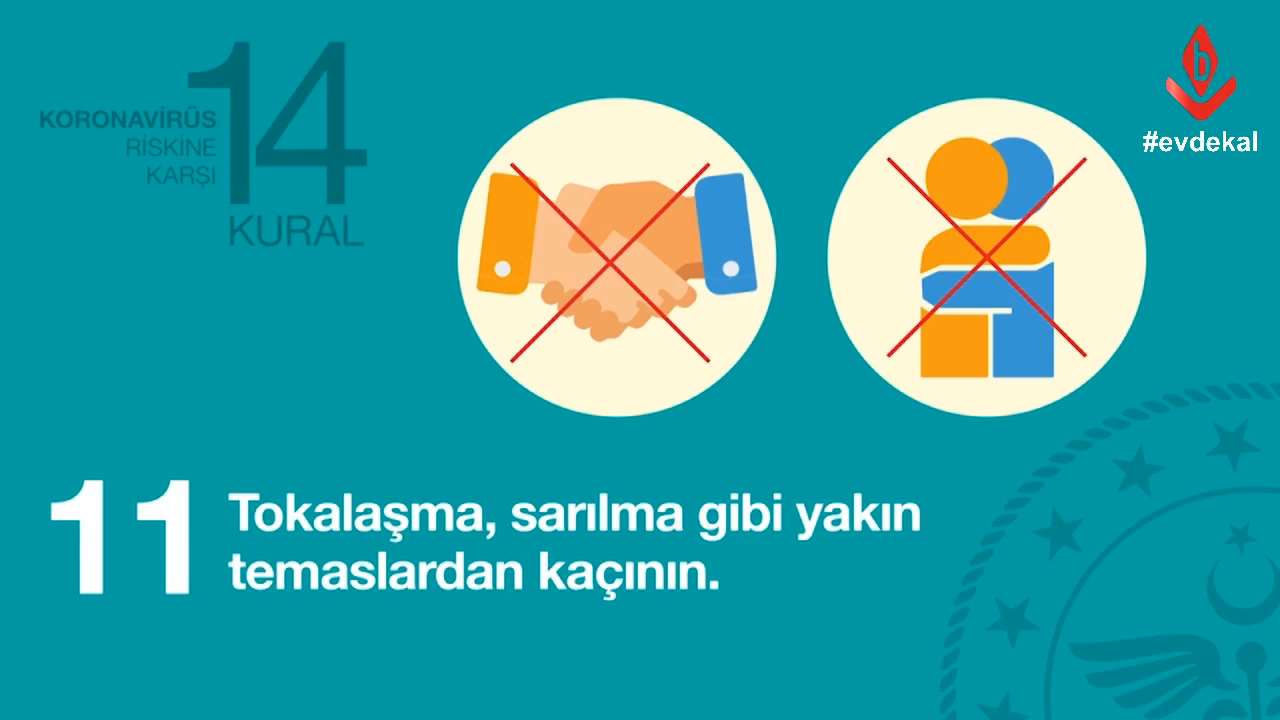 KORONAVİRÜS
RİSKİNE
KARŞI
14
KURAL
b
#evdekal
11
Tokalaşma, sarılma gibi yakın
temaslardan kaçının.